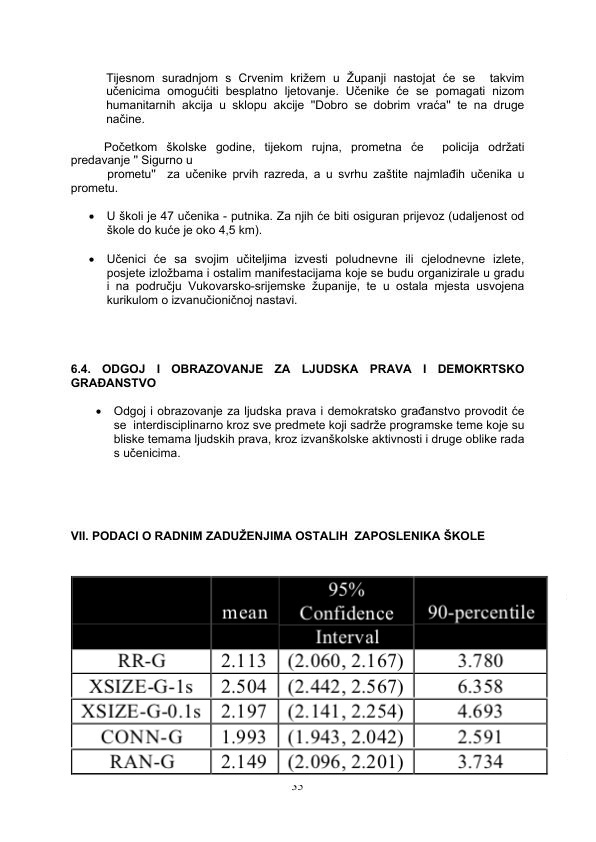 Tijesnom suradnjom s Crvenim križem u Županji nastojat će se takvim
učenicima omogućiti besplatno ljetovanje. Učenike će se pomagati nizom
humanitarnih akcija u sklopu akcije "Dobro se dobrim vraća" te na druge
načine.
Početkom školske godine, tijekom rujna, prometna će policija održati
predavanje " Sigurno u
prometu" za učenike prvih razreda, a u svrhu zaštite najmlađih učenika u
prometu.
• U školi je 47 učenika - putnika. Za njih će biti osiguran prijevoz (udaljenost od
škole do kuće je oko 4,5 km).
• Učenici će sa svojim učiteljima izvesti poludnevne ili cjelodnevne izlete,
posjete izložbama i ostalim manifestacijama koje se budu organizirale u gradu
i na području Vukovarsko-srijemske županije, te u ostala mjesta usvojena
kurikulom o izvanučioničnoj nastavi.
6.4. ODGOJ I OBRAZOVANJE ZA LJUDSKA PRAVA I DEMOKRTSKO
GRAĐANSTVO
• Odgoj i obrazovanje za ljudska prava i demokratsko građanstvo provodit će
se interdisciplinarno kroz sve predmete koji sadrže programske teme koje su
bliske temama ljudskih prava, kroz izvanškolske aktivnosti i druge oblike rada
s učenicima.
VII. PODACI O RADNIM ZADUŽENJIMA OSTALIH ZAPOSLENIKA ŠKOLE
mean 95% Confidence Interval 90-percentile
RR-G 2.113 (2.060, 2.167) 3.780
XSIZE-G-1s 2.504 (2.442, 2.567) 6.358
XSIZE-G-0.1s 2.197 (2.141, 2.254) 4.693
CONN-G 1.993 (1.943, 2.042) 2.591
RAN-G 2.149 (2.096, 2.201) 3.734